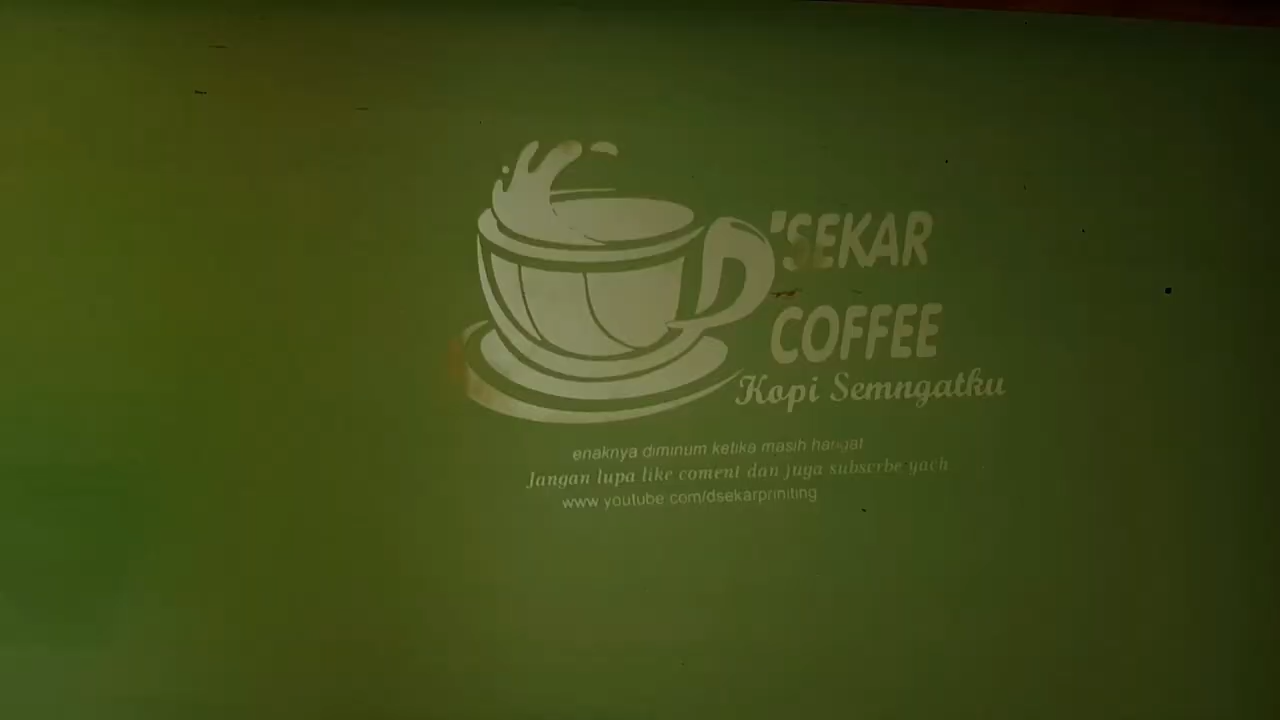 'SEKAR
COFFEE
Kopi Semngatku
enaknya diminum ketika masih hangat
Jangan lupa like coment dan juga subscrbe yach
www youtube com/dsekarpriniting